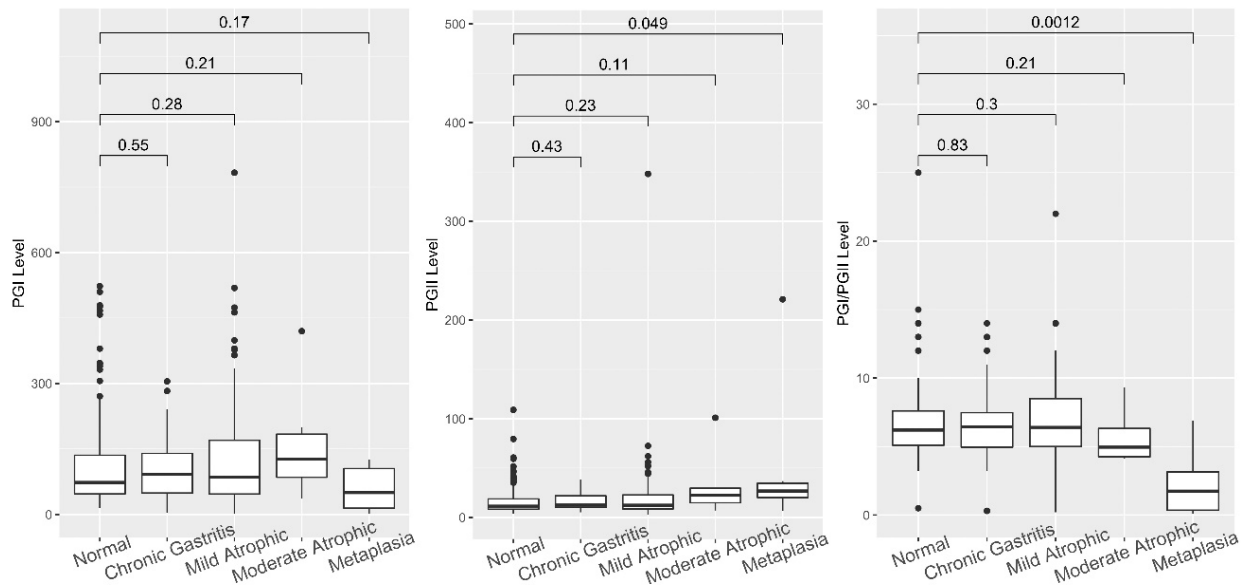 0.17
0.21
0.28
0.55
PGI Level
900
600
300
0
Normal
Chronic Gastritis
Mild Atrophic
Moderate Atrophic
Metaplasia
0.049
0.11
0.23
0.43
PGII Level
500
400
300
200
100
0
Normal
Chronic Gastritis
Mild Atrophic
Moderate Atrophic
Metaplasia
0.0012
0.21
0.3
0.83
PGI/PGII Level
30
20
10
0
Normal
Chronic Gastritis
Mild Atrophic
Moderate Atrophic
Metaplasia